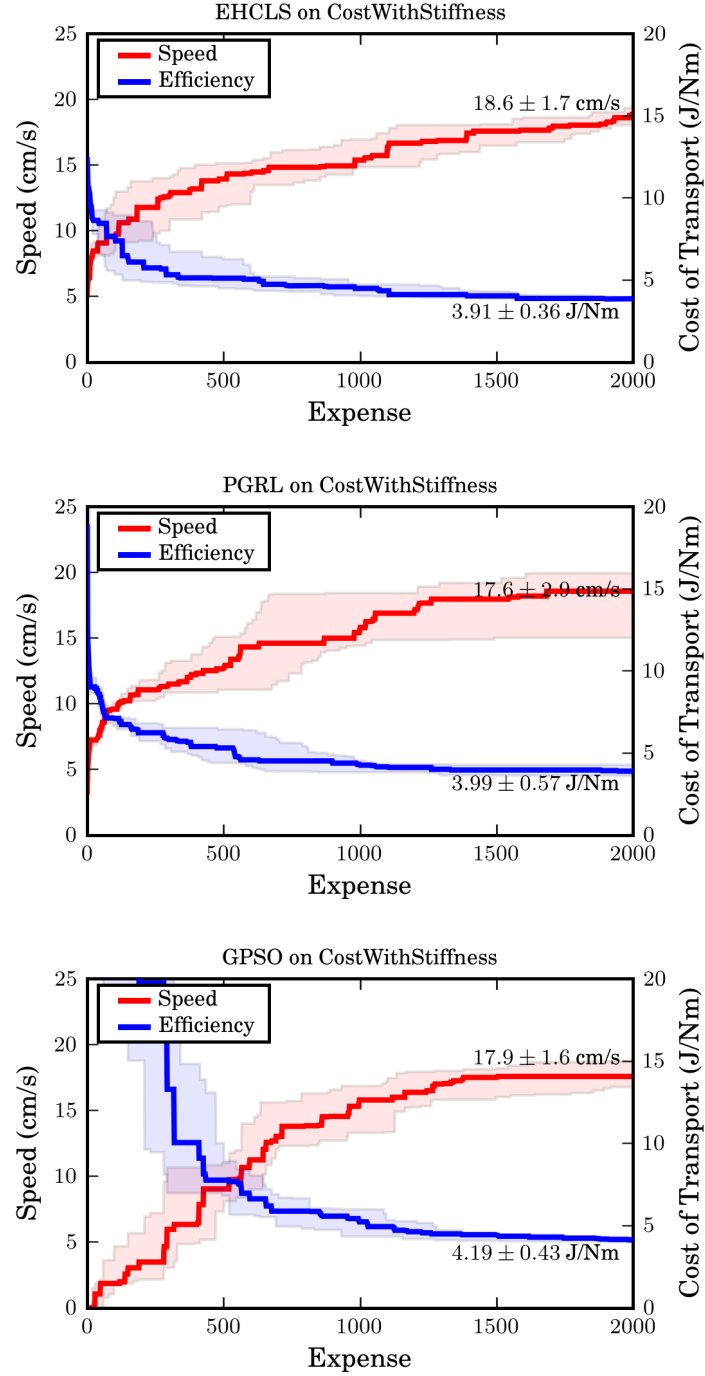 EHCLS on CostWithStiffness
25
20
15
10
5
0
Speed (cm/s)
Speed
Efficiency
18.6 ± 1.7 cm/s
3.91 ± 0.36 J/Nm
20
15
10
5
0
Cost of Transport (J/Nm)
0 500 1000 1500 2000
Expense
PGRL on CostWithStiffness
25
20
15
10
5
0
Speed (cm/s)
Speed
Efficiency
17.6 ± 2.9 cm/s
3.99 ± 0.57 J/Nm
20
15
10
5
0
Cost of Transport (J/Nm)
0 500 1000 1500 2000
Expense
GPSO on CostWithStiffness
25
20
15
10
5
0
Speed (cm/s)
Speed
Efficiency
17.9 ± 1.6 cm/s
4.19 ± 0.43 J/Nm
20
15
10
5
0
Cost of Transport (J/Nm)
0 500 1000 1500 2000
Expense